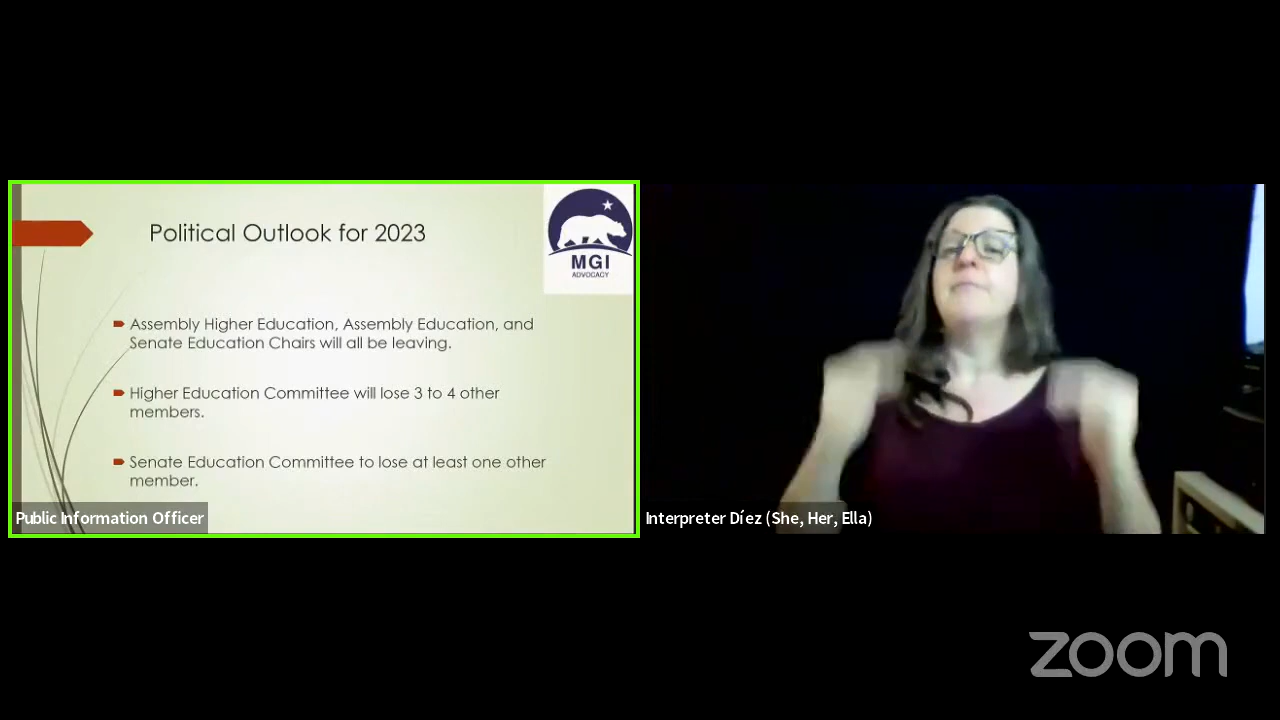 Political Outlook for 2023
MGI
ADVOCACY
Assembly Higher Education, Assembly Education, and
Senate Education Chairs will all be leaving.
Higher Education Committee will lose 3 to 4 other
members.
Senate Education Committee to lose at least one other
member.
Public Information Officer
Interpreter Díez (She, Her, Ella)
zoom